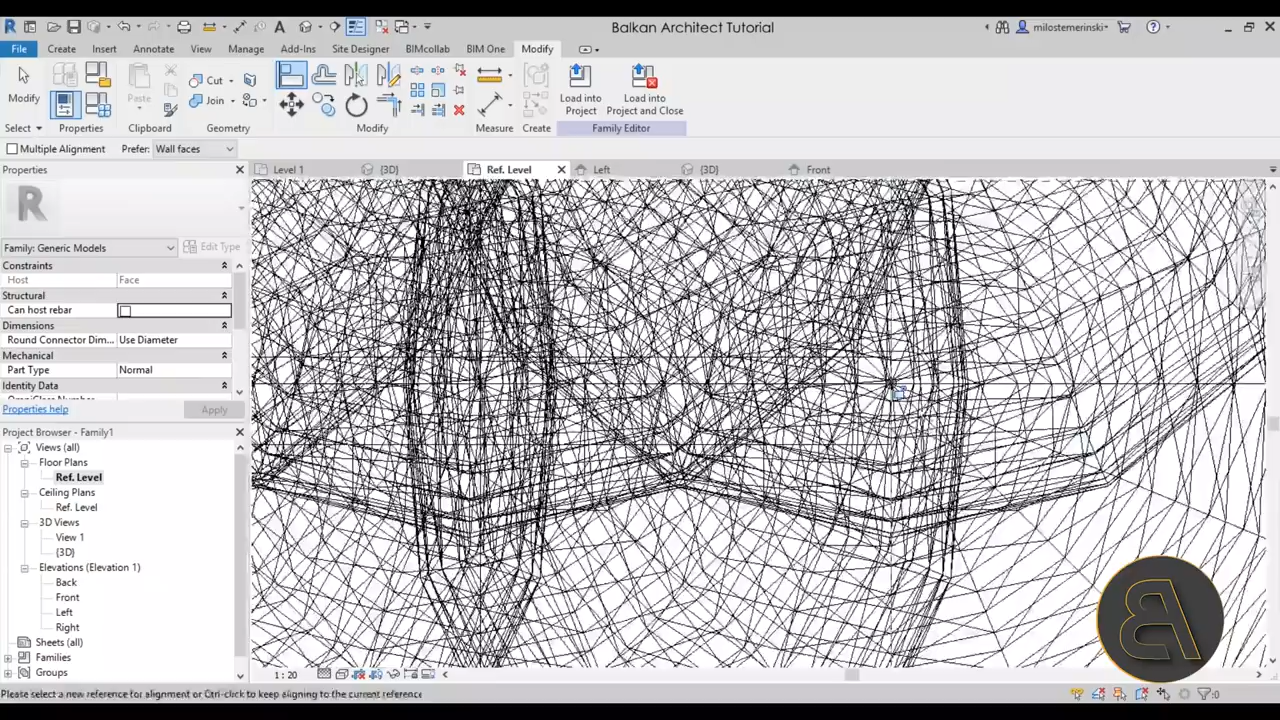 Balkan Architect Tutorial
milostemerinski
File Create Insert Annotate View Manage Add-Ins Site Designer BIMcollab BIM One Modify
Modify
Paste
Cut
Join
Load into Project
Load into Project and Close
Select Properties Clipboard Geometry Modify Measure Create Family Editor
Multiple Alignment Prefer: Wall faces
Properties
Level 1 {3D} Ref. Level Left {3D} Front
Family: Generic Models Edit Type
Constraints
Host Face
Structural
Can host rebar
Dimensions
Round Connector Dim... Use Diameter
Mechanical
Part Type Normal
Identity Data
Properties help Apply
Project Browser - Family1
Views (all)
Floor Plans
Ref. Level
Ceiling Plans
Ref. Level
3D Views
View 1
{3D}
Elevations (Elevation 1)
Back
Front
Left
Right
Sheets (all)
Families
Groups
1 : 20
Please select a new reference for alignment or Ctrl-click to keep aligning to the current reference
:0